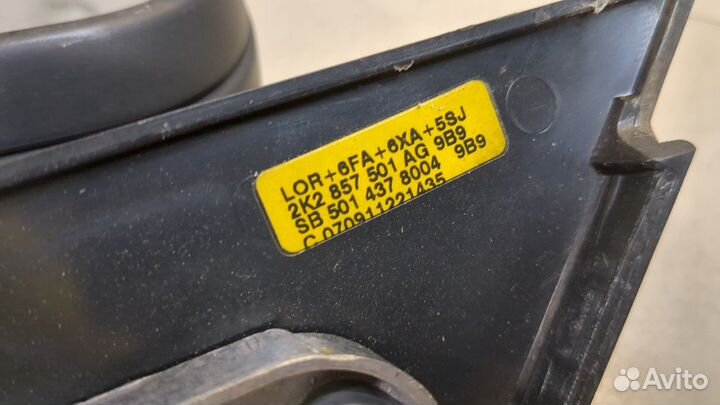 LOR+6FA+6XA+5SJ
2K2 857 501 AG 9B9
SB 501 437 8004 9B9
C 070911221435
Avito